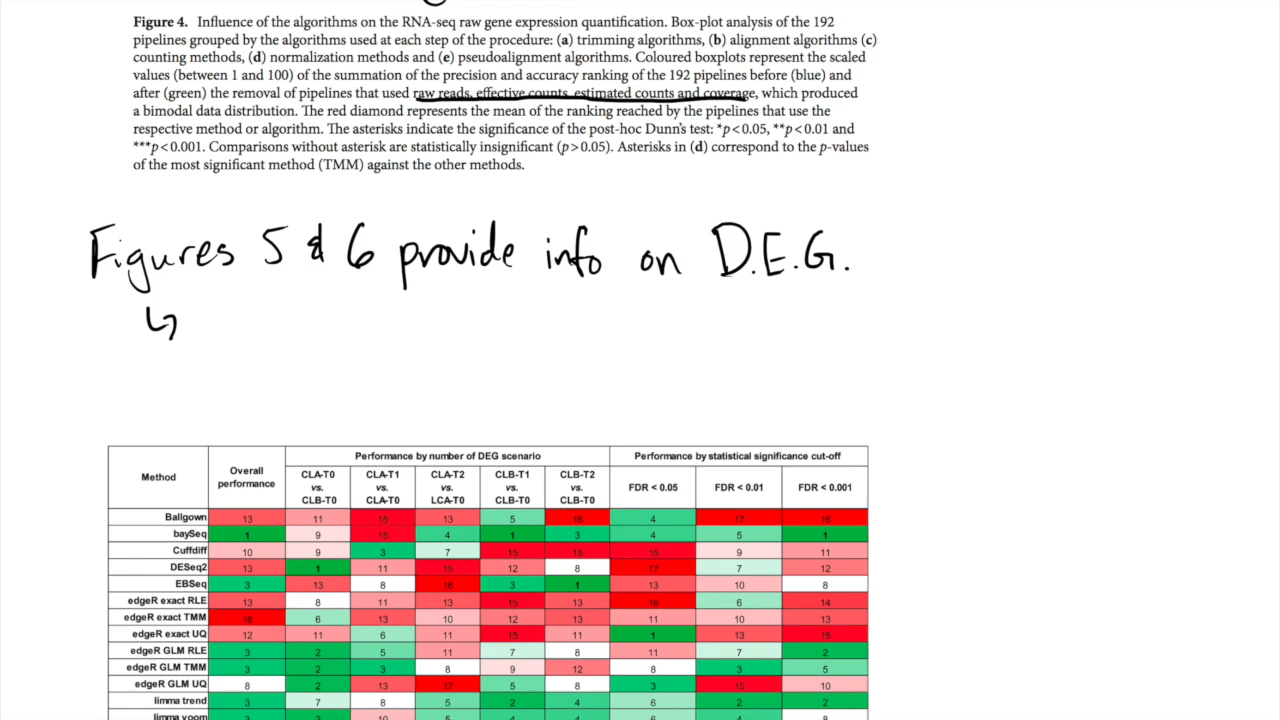 Figure 4. Influence of the algorithms on the RNA-seq raw gene expression quantification. Box-plot analysis of the 192
pipelines grouped by the algorithms used at each step of the procedure: (a) trimming algorithms, (b) alignment algorithms (c)
counting methods, (d) normalization methods and (e) pseudoalignment algorithms. Coloured boxplots represent the scaled
values (between 1 and 100) of the summation of the precision and accuracy ranking of the 192 pipelines before (blue) and
after (green) the removal of pipelines that used raw reads, effective counts, estimated counts and coverage, which produced
a bimodal data distribution. The red diamond represents the mean of the ranking reached by the pipelines that use the
respective method or algorithm. The asterisks indicate the significance of the post-hoc Dunn's test: *p<0.05, **p<0.01 and
***p<0.001. Comparisons without asterisk are statistically insignificant (p>0.05). Asterisks in (d) correspond to the p-values
of the most significant method (TMM) against the other methods.
Figures 5 & 6 provide info on D.E.G.
Method Overall performance Performance by number of DEG scenario Performance by statistical significance cut-off
CLA-T0 vs. CLB-T0 CLA-T1 vs. CLA-T0 CLA-T2 vs. LCA-T0 CLB-T1 vs. CLB-T0 CLB-T2 vs. CLB-T0 FDR < 0.05 FDR < 0.01 FDR < 0.001
Ballgown 13 11 15 13 5 16 4 17 16
baySeq 1 9 15 4 1 3 4 5 1
Cuffdiff 10 9 3 7 15 15 15 9 11
DESeq2 13 1 11 15 12 8 17 7 12
EBSeq 3 13 8 16 3 1 13 10 8
edgeR exact RLE 13 8 11 13 15 13 16 6 14
edgeR exact TMM 16 6 13 10 12 13 11 10 13
edgeR exact UQ 12 11 6 11 15 11 1 13 15
edgeR GLM RLE 3 2 5 11 7 8 11 7 2
edgeR GLM TMM 3 2 3 8 9 12 8 3 5
edgeR GLM UQ 8 2 13 17 5 8 3 15 10
limma trend 3 7 8 5 2 4 6 2 2
limma voom 3 2 10 5 4 4 6 4 8